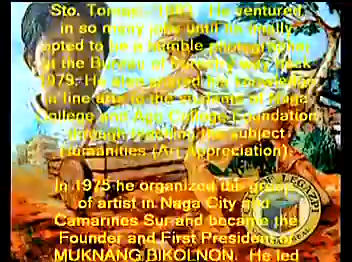 Sto. Tomas, He ventured
in so many jobs until he finally
opted to be a humble photographer
at the Bureau of way back
1979. He also shared his knowledge
in fine arts to the students of Naga
College and Ago College Foundation
through teaching the subject
Humanities (Art Appreciation).
In 1975 he organized the group
of artist in Naga City and
Camarines Sur and became the
Founder and First President of
MUKNANG BIKOLNON. He led
OF LEGAZPI